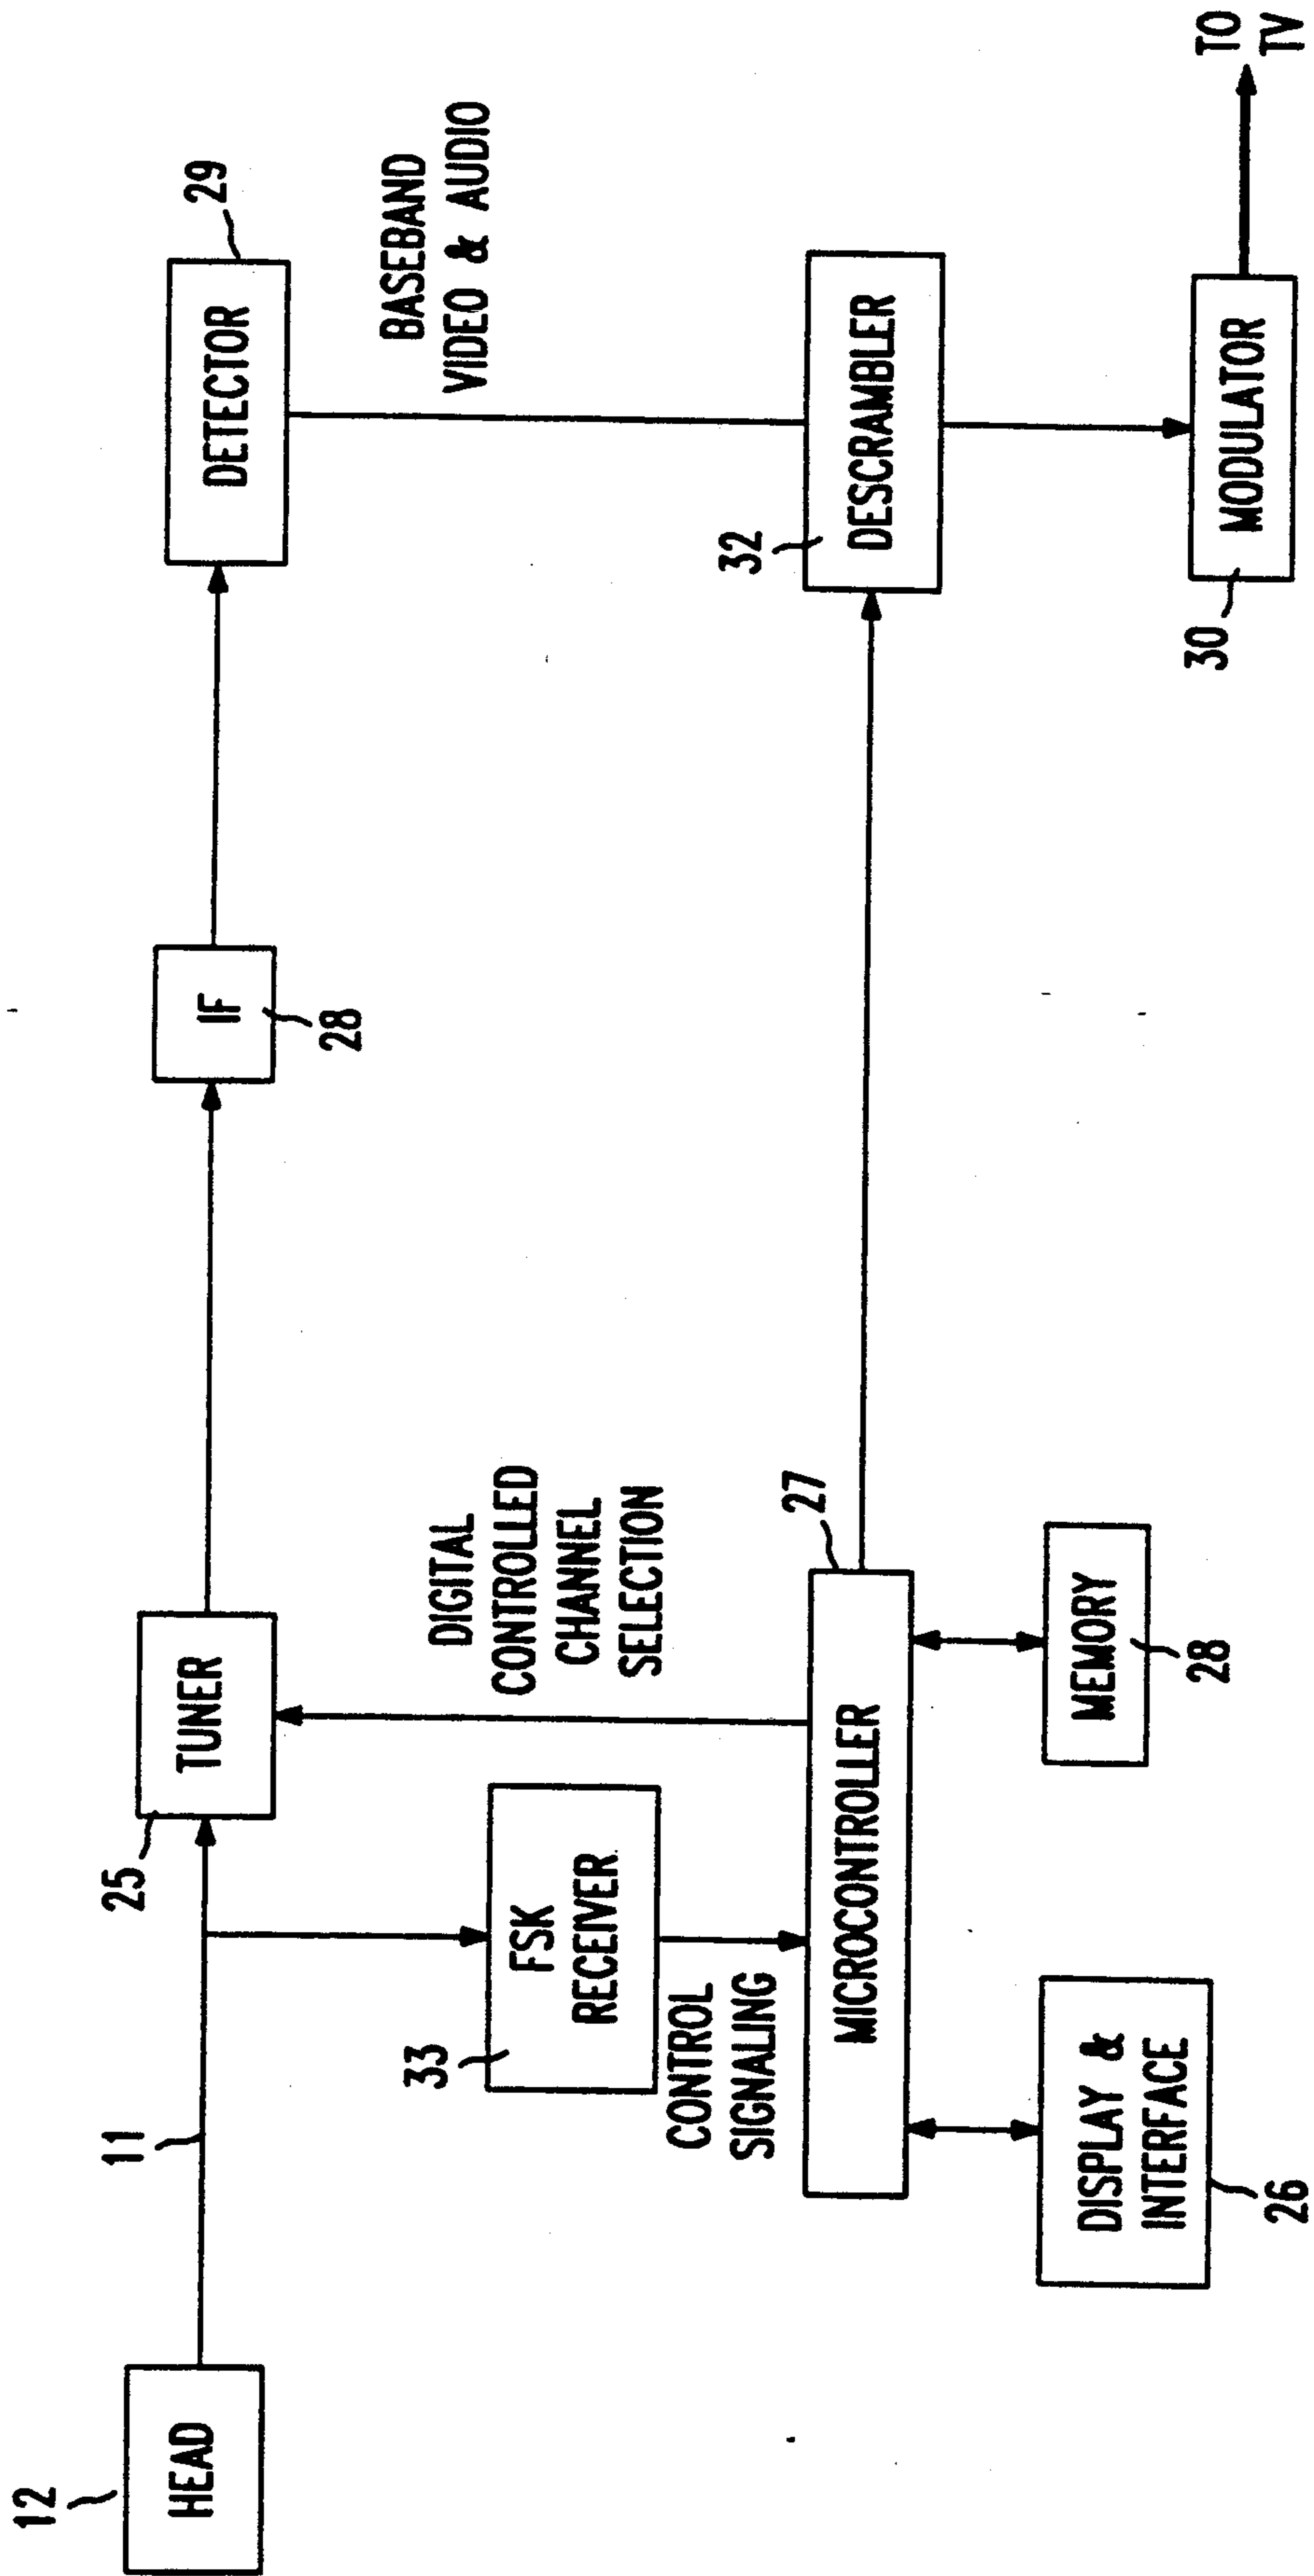 12
HEAD
11
25
TUNER
IF
28
DETECTOR
29
33
FSK
RECEIVER
DIGITAL
CONTROLLED
CHANNEL
SELECTION
BASEBAND
VIDEO & AUDIO
CONTROL
SIGNALING
MICROCONTROLLER
27
32
DESCRAMBLER
DISPLAY &
INTERFACE
26
MEMORY
28
30
MODULATOR
TO
TV